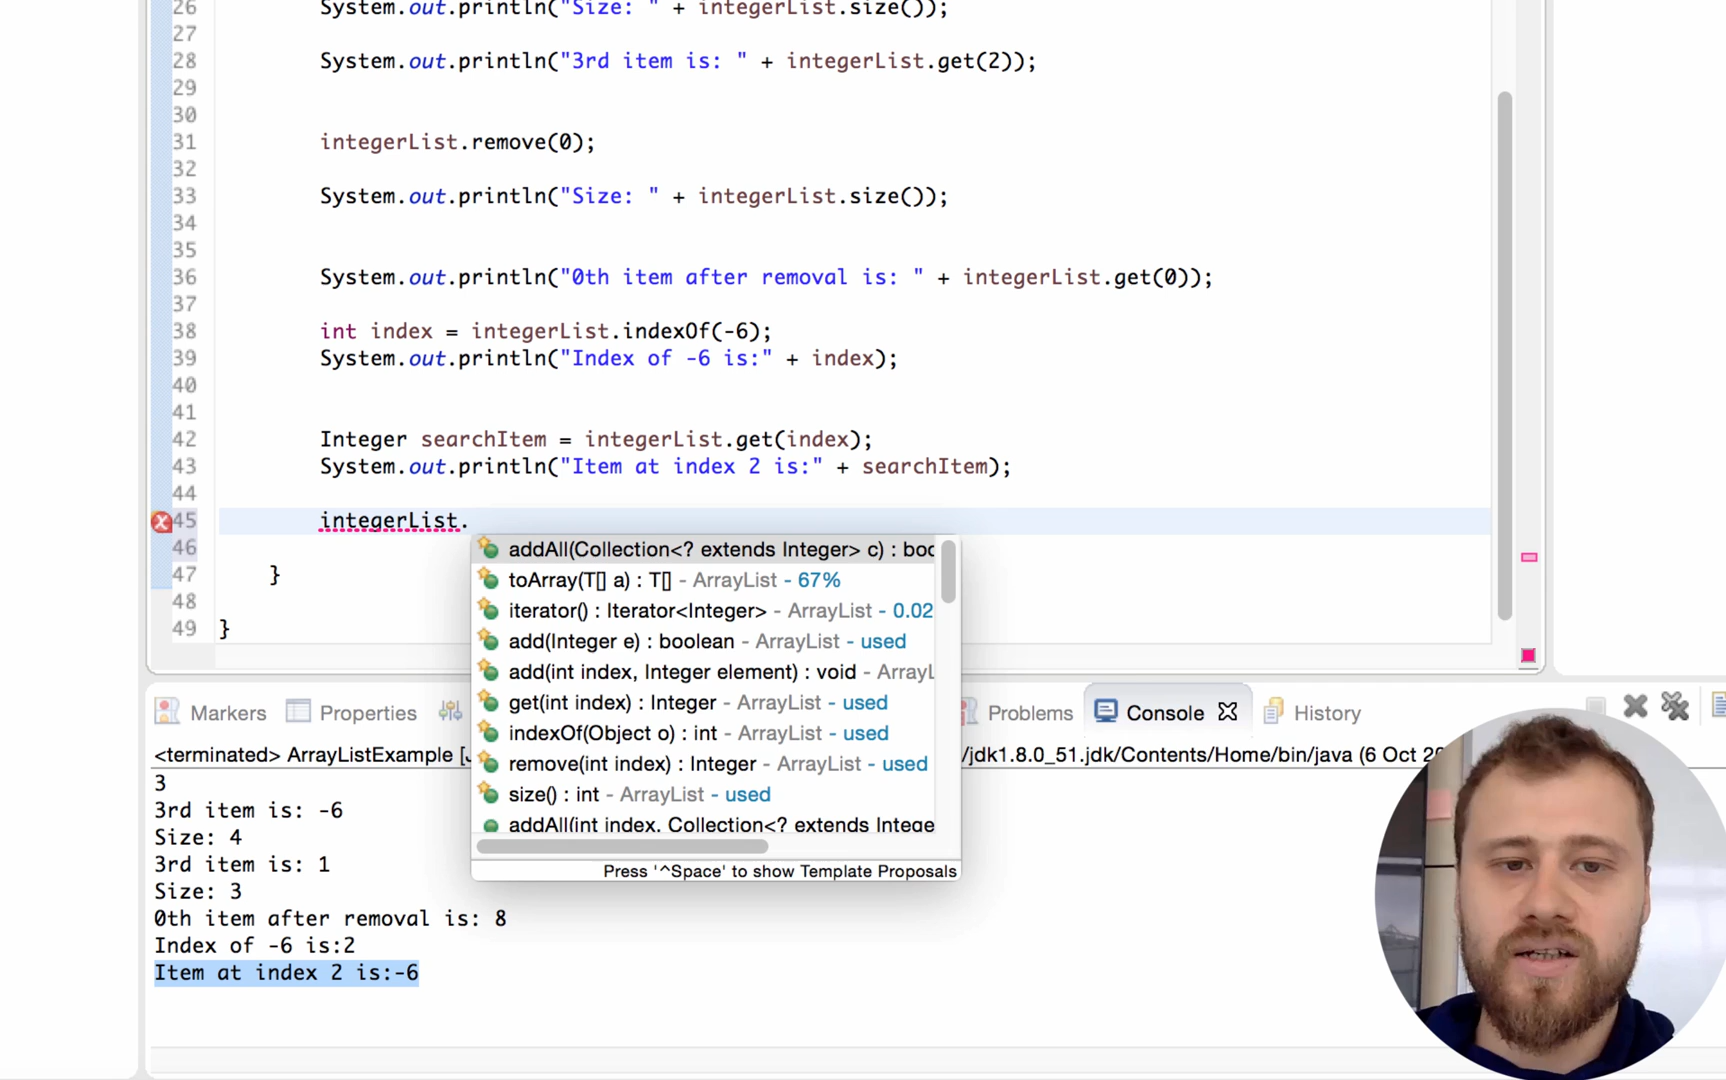 26 System.out.println("Size: " + integerList.size());
27
28 System.out.println("3rd item is: " + integerList.get(2));
29
30
31 integerList.remove(0);
32
33 System.out.println("Size: " + integerList.size());
34
35
36 System.out.println("0th item after removal is: " + integerList.get(0));
37
38 int index = integerList.indexOf(-6);
39 System.out.println("Index of -6 is:" + index);
40
41
42 Integer searchItem = integerList.get(index);
43 System.out.println("Item at index 2 is:" + searchItem);
44
45 integerList.
46
47 }
48
49 }
addAll(Collection<? extends Integer> c) : boo
toArray(T[] a) : T[] - ArrayList - 67%
iterator() : Iterator<Integer> - ArrayList - 0.02
add(Integer e) : boolean - ArrayList - used
add(int index, Integer element) : void - ArrayL
get(int index) : Integer - ArrayList - used
indexOf(Object o) : int - ArrayList - used
remove(int index) : Integer - ArrayList - used
size() : int - ArrayList - used
addAll(int index, Collection<? extends Intege
Press '^Space' to show Template Proposals
Markers Properties Problems Console History
<terminated> ArrayListExample [J /jdk1.8.0_51.jdk/Contents/Home/bin/java (6 Oct 20
3
3rd item is: -6
Size: 4
3rd item is: 1
Size: 3
0th item after removal is: 8
Index of -6 is:2
Item at index 2 is:-6